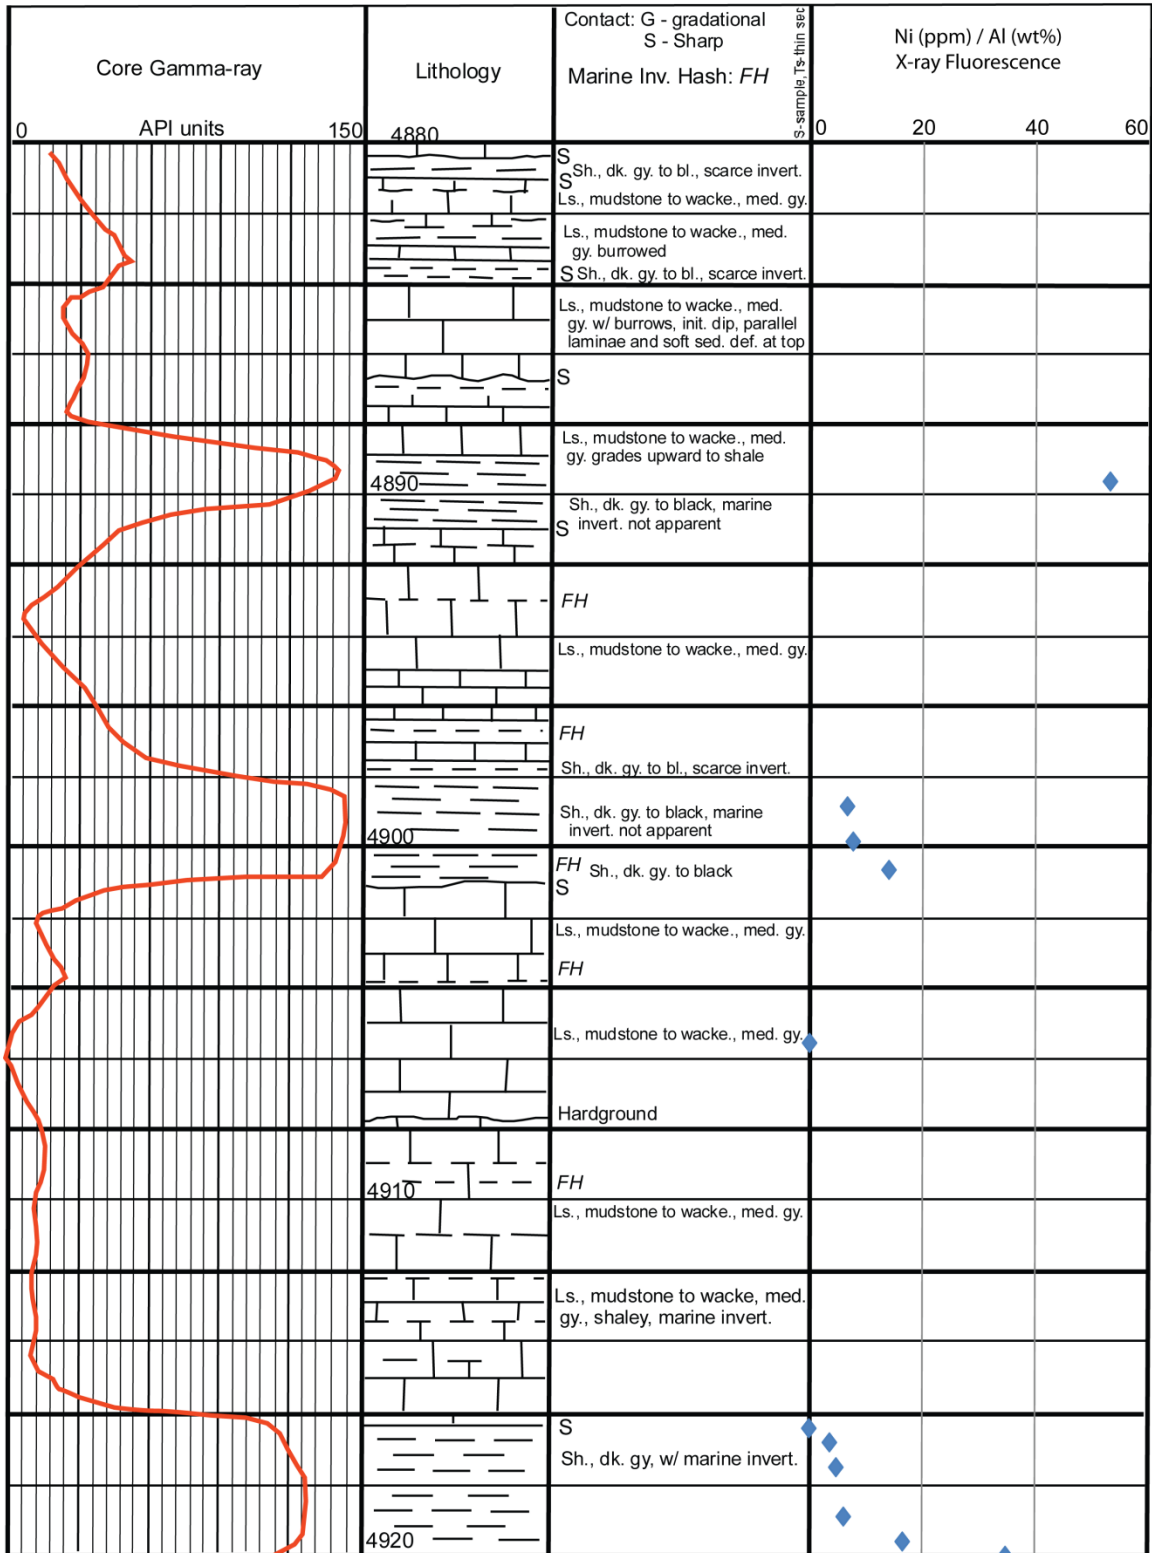 Core Gamma-ray
0 API units 150
Lithology
Contact: G - gradational
S - Sharp
Marine Inv. Hash: FH
S-sample,Ts-thin sec
Ni (ppm) / Al (wt%)
X-ray Fluorescence
0 20 40 60
4880
S
Sh., dk. gy. to bl., scarce invert.
S
Ls., mudstone to wacke., med. gy.
Ls., mudstone to wacke., med.
gy. burrowed
S Sh., dk. gy. to bl., scarce invert.
Ls., mudstone to wacke., med.
gy. w/ burrows, init. dip, parallel
laminae and soft sed. def. at top
S
Ls., mudstone to wacke., med.
gy. grades upward to shale
4890
Sh., dk. gy. to black, marine
S invert. not apparent
FH
Ls., mudstone to wacke., med. gy.
FH
Sh., dk. gy. to bl., scarce invert.
Sh., dk. gy. to black, marine
invert. not apparent
4900
FH Sh., dk. gy. to black
S
Ls., mudstone to wacke., med. gy.
FH
Ls., mudstone to wacke., med. gy.
Hardground
FH
4910
Ls., mudstone to wacke., med. gy.
Ls., mudstone to wacke, med.
gy., shaley, marine invert.
S
Sh., dk. gy, w/ marine invert.
4920